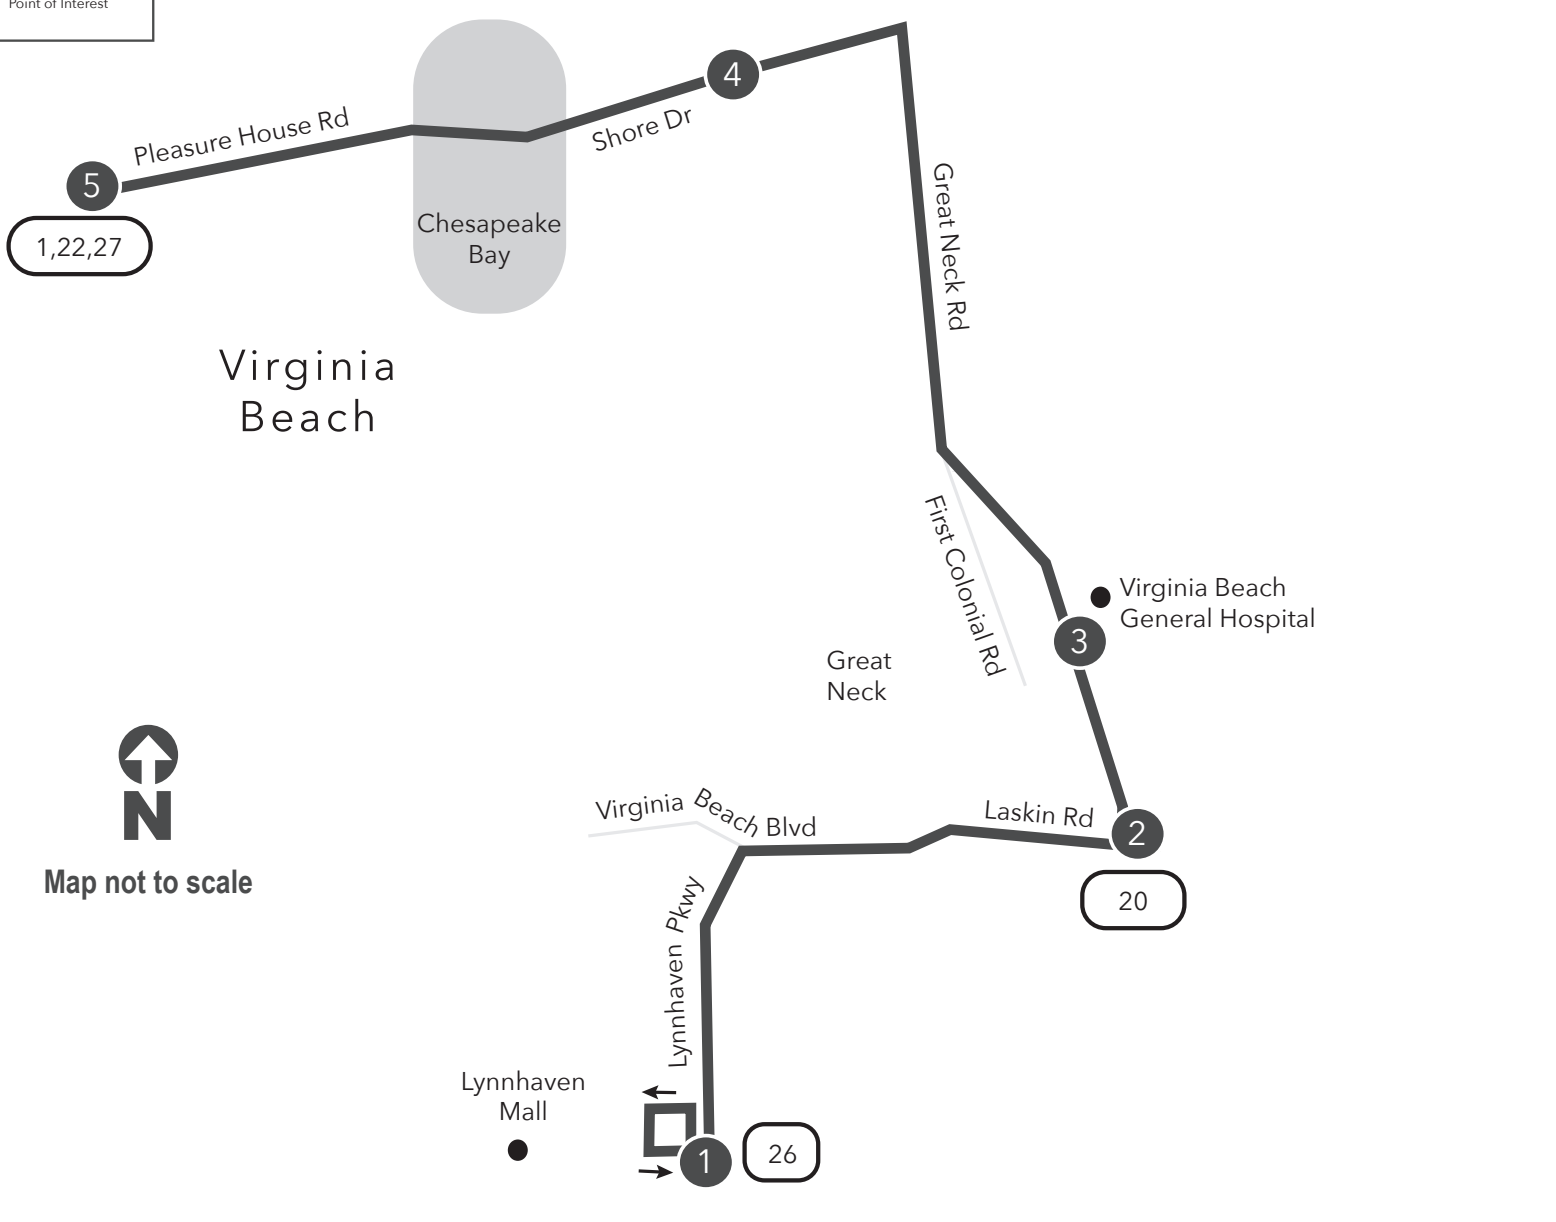 Point of Interest
4
Pleasure House Rd
Shore Dr
5
1,22,27
Chesapeake
Bay
Great Neck Rd
Virginia
Beach
First Colonial Rd
Virginia Beach
General Hospital
3
Great
Neck
N
Map not to scale
Virginia Beach Blvd
Laskin Rd
2
20
Lynnhaven Pkwy
Lynnhaven
Mall
1
26